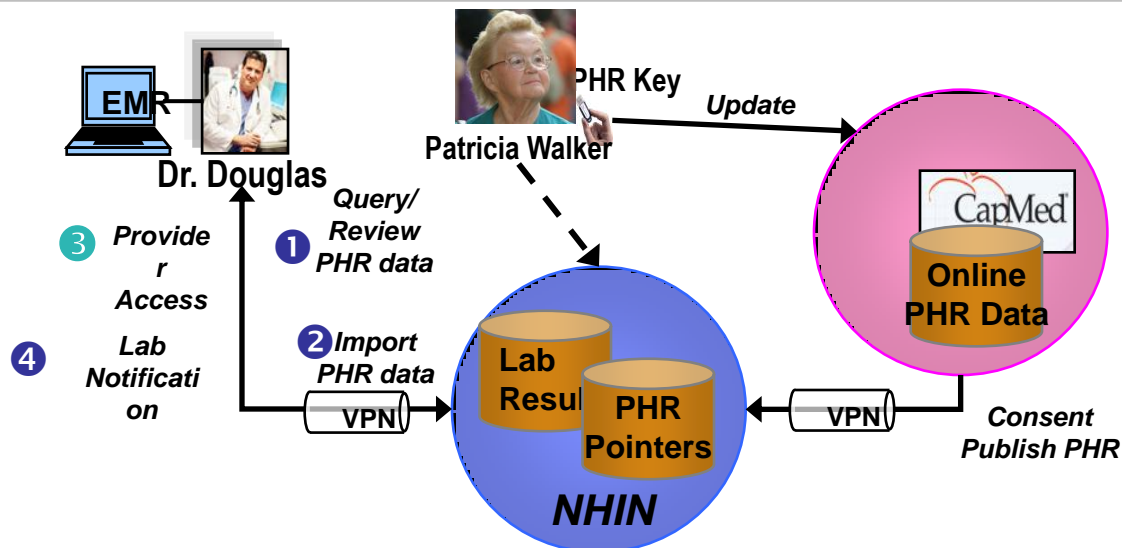 EMR
PHR Key
Update
Patricia Walker
Dr. Douglas
CapMed®
Query/
Review
PHR data
1
3
Provide
r
Access
Online
PHR Data
4
Lab
Notificati
on
2
Import
PHR data
Lab
Resul
PHR
Pointers
VPN
VPN
Consent
Publish PHR
NHIN